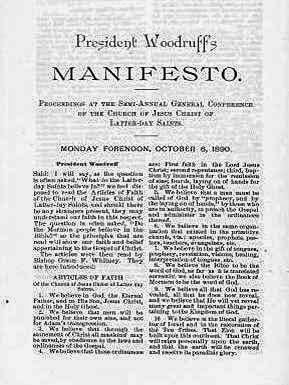 President Woodruff's
MANIFESTO.
PROCEEDINGS AT THE SEMI-ANNUAL GENERAL CONFERENCE
OF THE CHURCH OF JESUS CHRIST OF
LATTER-DAY SAINTS.
MONDAY FORENOON, OCTOBER 6, 1890.
President Woodruff
Said: I will say, as the question
is often asked, "What do the Latter-
day Saints believe in?" we feel dis-
posed to read the Articles of Faith
of the Church of Jesus Christ of
Latter-day Saints, and should there
be any strangers present, they may
understand our faith in this respect.
The question is often asked, "Do
the Mormon people believe in the
Bible?" so the principles that are
read will show our faith and belief
appertaining to the Gospel of Christ.
The articles were then read by
Bishop Orson F. Whitney. They
are here introduced:
ARTICLES OF FAITH
Of the Church of Jesus Christ of Latter-day
Saints.
1. We believe in God the Eternal
Father, and in His Son, Jesus Christ,
and in the Holy Ghost.
2. We believe that men will be
punished for their own sins, and not
for Adam's transgression.
3. We believe that through the
atonement of Christ all mankind may
be saved, by obedience to the laws and
ordinances of the Gospel.
4. We believe that these ordinances
are: First, Faith in the Lord Jesus
Christ; second, repentance; third, bap-
tism by immersion for the remission
of sins; fourth, laying on of hands for
the gift of the Holy Ghost.
5. We believe that a man must be
called of God, by "prophecy, and by
the laying on of hands," by those who
are in authority, to preach the gospel
and administer in the ordinances
thereof.
6. We believe in the same organi-
zation that existed in the primitive
church, viz.: apostles, prophets, pas-
tors, teachers, evangelists, etc.
7. We believe in the gift of tongues,
prophecy, revelation, visions, healing,
interpretation of tongues, etc.
8. We believe the Bible to be the
word of God, as far as it is translated
correctly; we also believe the Book of
Mormon to be the word of God.
9. We believe all that God has re-
vealed, all that he does now reveal,
and we believe that He will yet reveal
many great and important things per-
taining to the Kingdom of God.
10. We believe in the literal gather-
ing of Israel and in the restoration of
the Ten Tribes. That Zion will be
built upon this continent. That Christ
will reign personally upon the earth,
and that the earth will be renewed
and receive its paradisic glory.